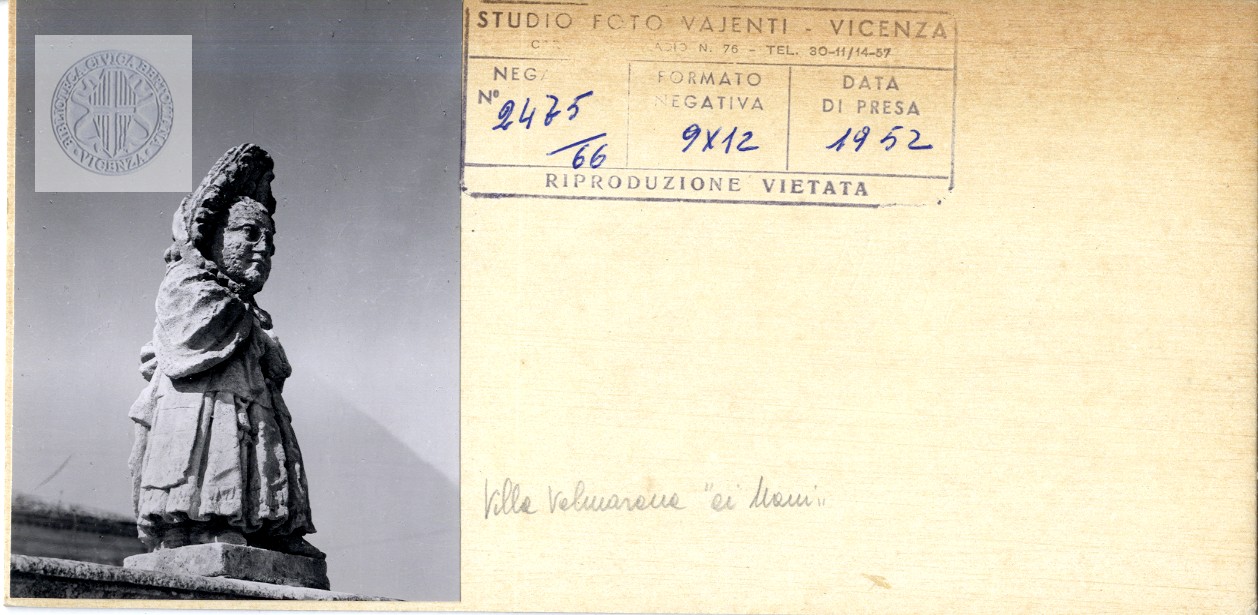 BIBLIOTECA CIVICA BERTOLIANA · VICENZA ·
STUDIO FOTO VAJENTI - VICENZA
N. 76 - TEL. 30-11/14-57
NEG.
N° 2475/66
FORMATO
NEGATIVA
9X12
DATA
DI PRESA
1952
RIPRODUZIONE VIETATA
Villa Valmarana "ai Nani"